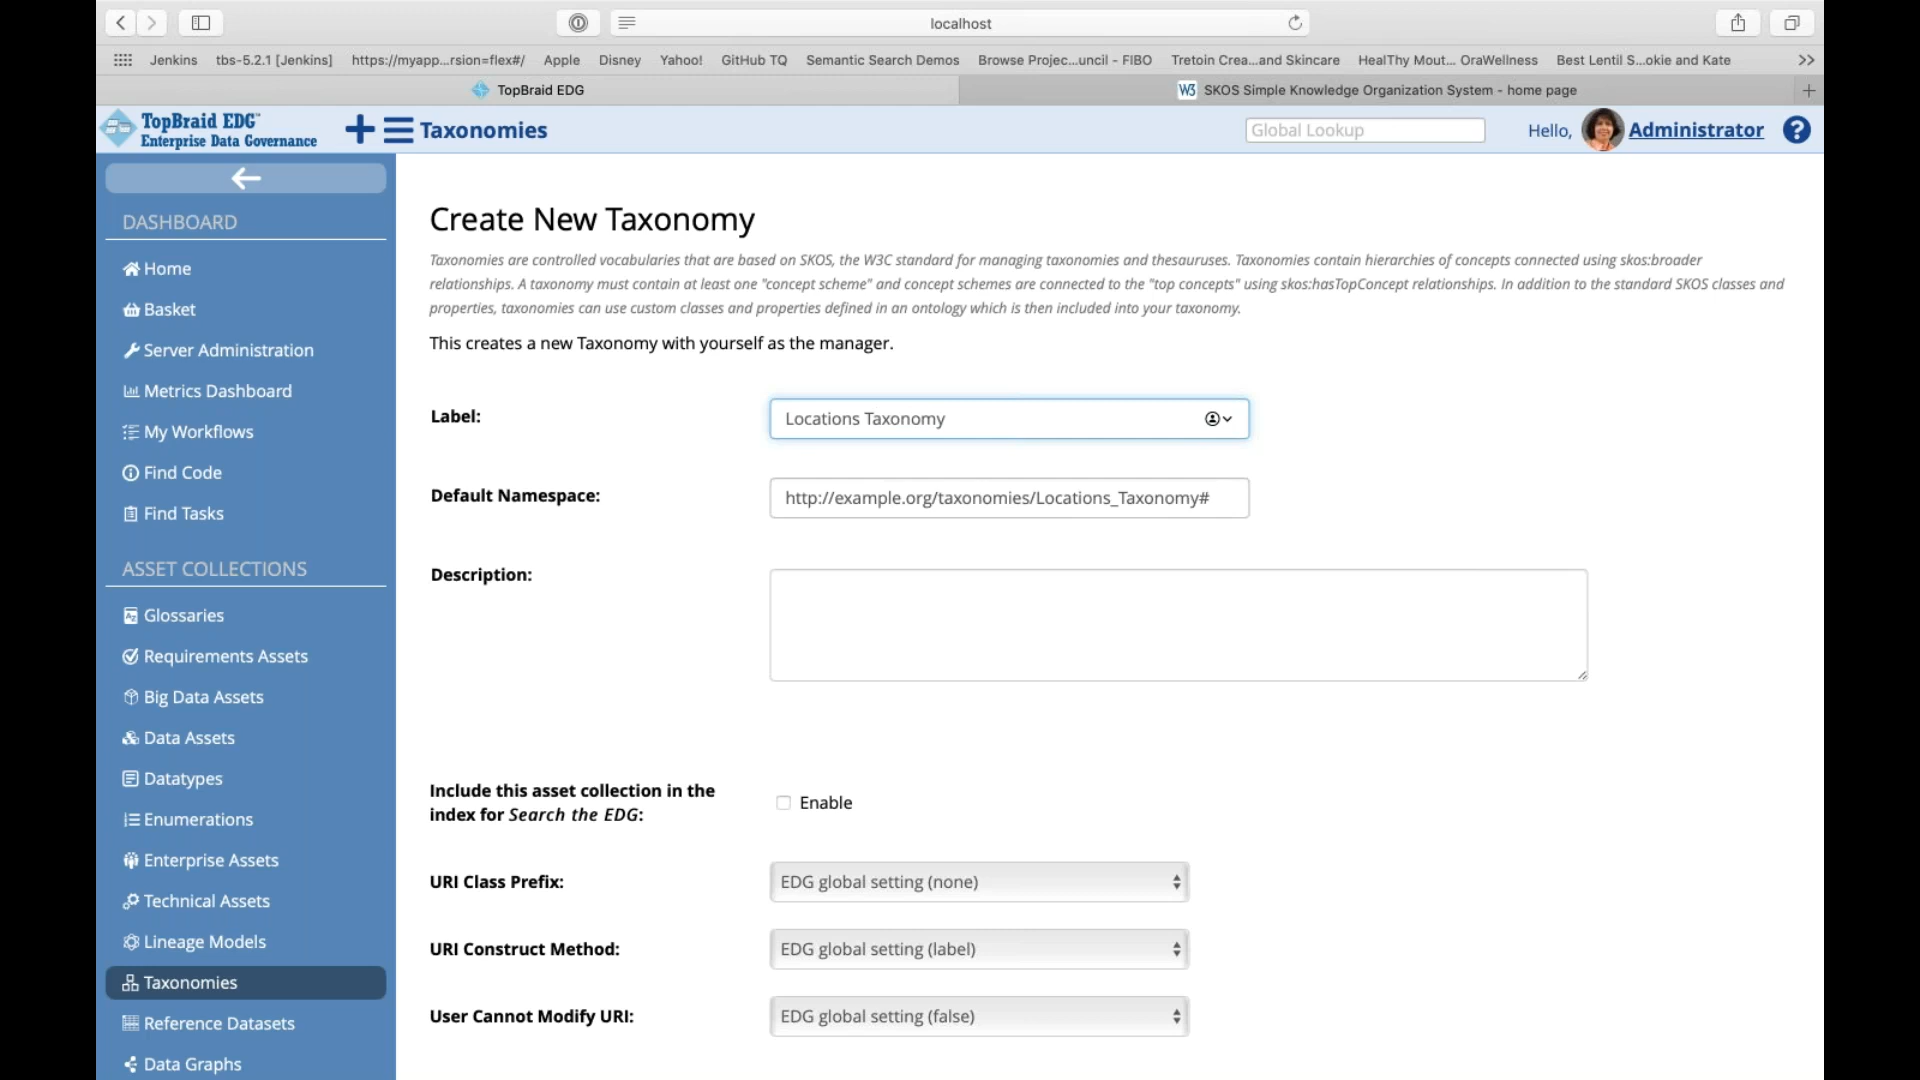 localhost
Jenkins tbs-5.2.1 [Jenkins] https://myapp...rsion=flex#/ Apple Disney Yahoo! GitHub TQ Semantic Search Demos Browse Projec...uncil - FIBO Tretoin Crea...and Skincare HealThy Mout... OraWellness Best Lentil S...okie and Kate >>
TopBraid EDG
W3 SKOS Simple Knowledge Organization System - home page
TopBraid EDG™
Enterprise Data Governance
Taxonomies
Global Lookup
Hello, Administrator ?
DASHBOARD
Home
Basket
Server Administration
Metrics Dashboard
My Workflows
Find Code
Find Tasks
ASSET COLLECTIONS
Glossaries
Requirements Assets
Big Data Assets
Data Assets
Datatypes
Enumerations
Enterprise Assets
Technical Assets
Lineage Models
Taxonomies
Reference Datasets
Data Graphs
Create New Taxonomy
Taxonomies are controlled vocabularies that are based on SKOS, the W3C standard for managing taxonomies and thesauruses. Taxonomies contain hierarchies of concepts connected using skos:broader
relationships. A taxonomy must contain at least one "concept scheme" and concept schemes are connected to the "top concepts" using skos:hasTopConcept relationships. In addition to the standard SKOS classes and
properties, taxonomies can use custom classes and properties defined in an ontology which is then included into your taxonomy.
This creates a new Taxonomy with yourself as the manager.
Label:
Locations Taxonomy
Default Namespace:
http://example.org/taxonomies/Locations_Taxonomy#
Description:
Include this asset collection in the
index for Search the EDG:
Enable
URI Class Prefix:
EDG global setting (none)
URI Construct Method:
EDG global setting (label)
User Cannot Modify URI:
EDG global setting (false)